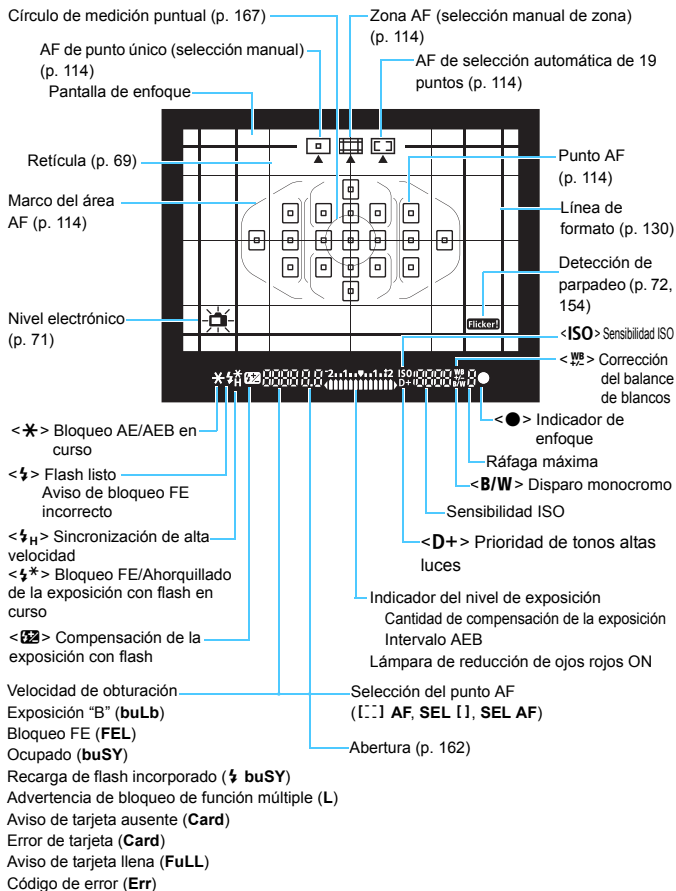 Círculo de medición puntual (p. 167)
Zona AF (selección manual de zona)
(p. 114)
AF de punto único (selección manual)
(p. 114)
AF de selección automática de 19
puntos (p. 114)
Pantalla de enfoque
Retícula (p. 69)
Punto AF
(p. 114)
Marco del área
AF (p. 114)
Línea de
formato (p. 130)
Detección de
parpadeo (p. 72,
154)
Nivel electrónico
(p. 71)
Flicker!
<ISO> Sensibilidad ISO
<WB+/-> Corrección
del balance
de blancos
-2..1..▼..1.:2 ISO D+ WB+/- B/W
<●> Indicador de
enfoque
<✱> Bloqueo AE/AEB en
curso
Ráfaga máxima
<B/W> Disparo monocromo
<⚡> Flash listo
Aviso de bloqueo FE
incorrecto
Sensibilidad ISO
<D+> Prioridad de tonos altas
luces
<⚡H> Sincronización de alta
velocidad
<⚡*> Bloqueo FE/Ahorquillado
de la exposición con flash en
curso
Indicador del nivel de exposición
Cantidad de compensación de la exposición
Intervalo AEB
Lámpara de reducción de ojos rojos ON
<⚡±> Compensación de la
exposición con flash
Velocidad de obturación
Exposición “B” (buLb)
Bloqueo FE (FEL)
Ocupado (buSY)
Recarga de flash incorporado (⚡ buSY)
Advertencia de bloqueo de función múltiple (L)
Aviso de tarjeta ausente (Card)
Error de tarjeta (Card)
Aviso de tarjeta llena (FuLL)
Código de error (Err)
Selección del punto AF
([ ] AF, SEL [ ], SEL AF)
Abertura (p. 162)